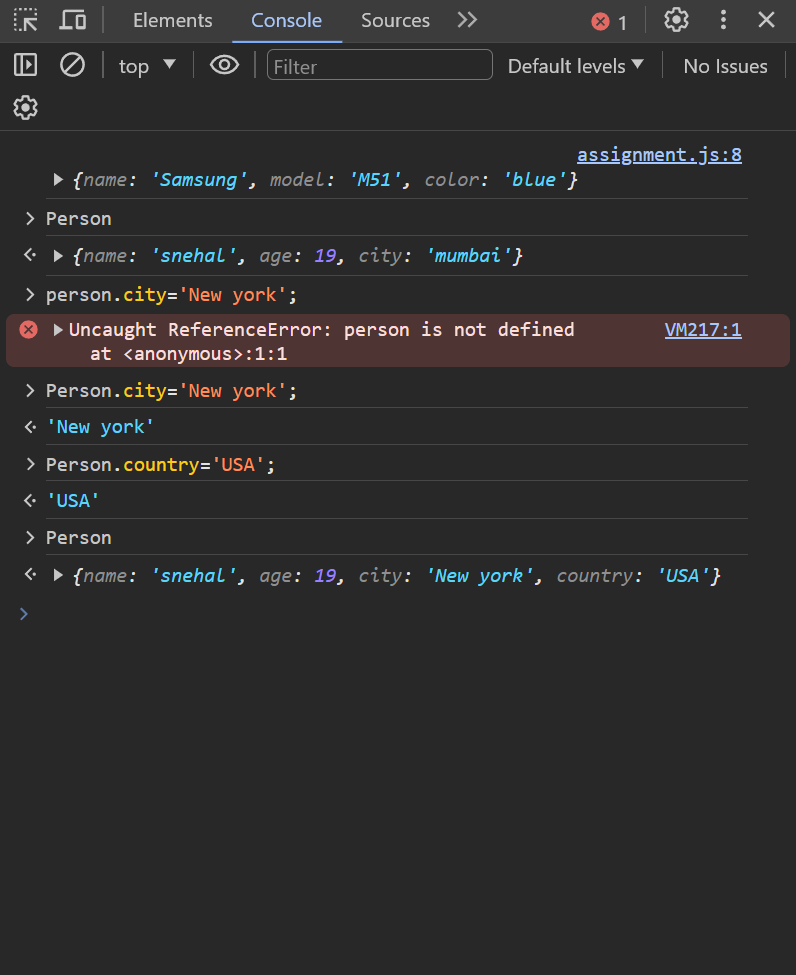 Elements Console Sources 1
top Filter Default levels No Issues
assignment.js:8
{name: 'Samsung', model: 'M51', color: 'blue'}
Person
{name: 'snehal', age: 19, city: 'mumbai'}
person.city='New york';
Uncaught ReferenceError: person is not defined VM217:1
at <anonymous>:1:1
Person.city='New york';
'New york'
Person.country='USA';
'USA'
Person
{name: 'snehal', age: 19, city: 'New york', country: 'USA'}